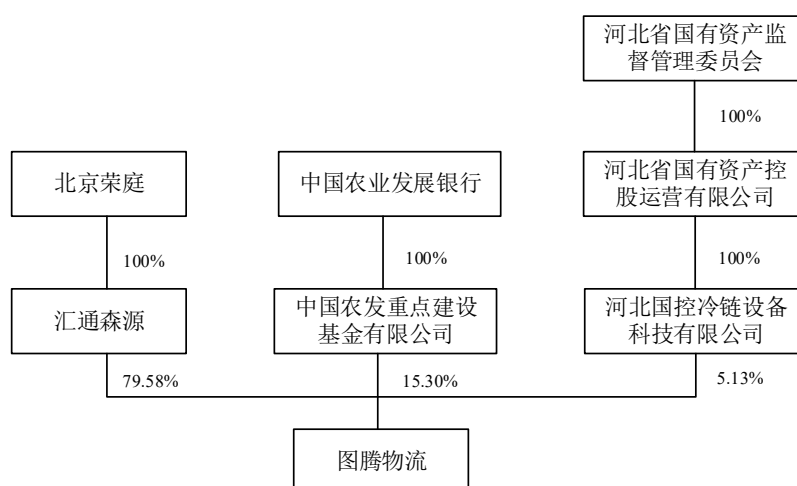 河北省国有资产监
督管理委员会
100%
北京荣庭
中国农业发展银行
河北省国有资产控
股运营有限公司
100%
100%
100%
汇通森源
中国农发重点建设
基金有限公司
河北国控冷链设备
科技有限公司
79.58%
15.30%
5.13%
图腾物流